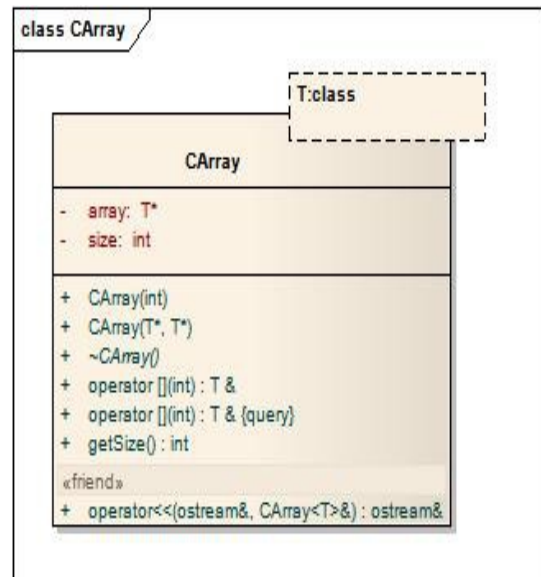 class CArray
T:class
CArray
- array: T*
- size: int
+ CArray(int)
+ CArray(T*, T*)
+ ~CArray()
+ operator [](int) : T &
+ operator [](int) : T & {query}
+ getSize() : int
«friend»
+ operator<<(ostream&, CArray<T>&) : ostream&